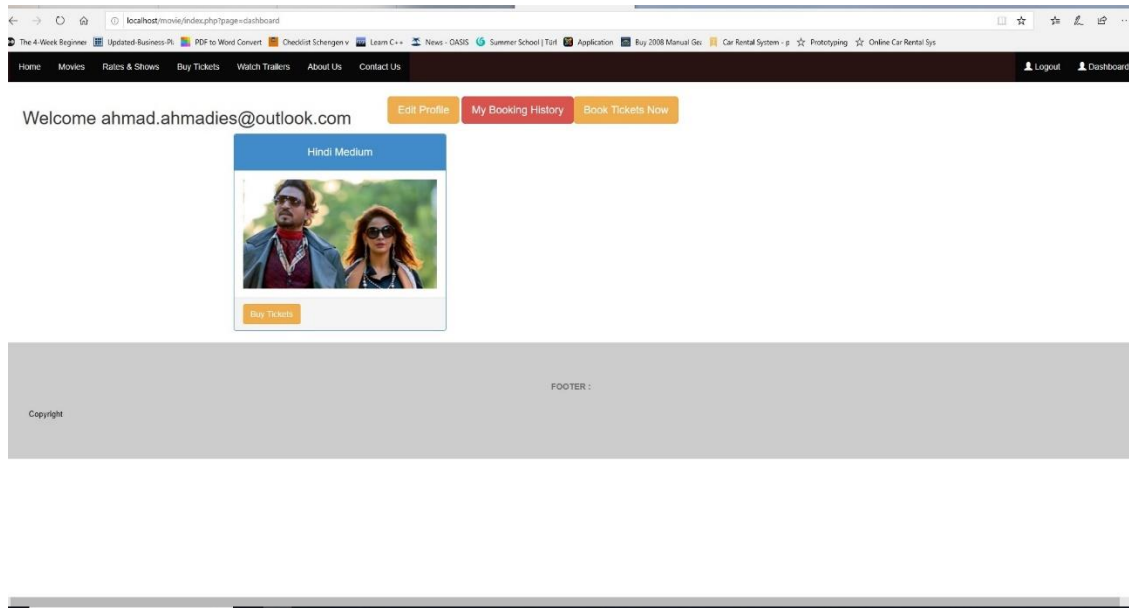 localhost/movie/index.php?page=dashboard
The 4-Week Beginner Updated-Business-Pl: PDF to Word Convert Checklist Schengen v Learn C++ News - OASIS Summer School | Türl Application Buy 2008 Manual Gea Car Rental System - p Prototyping Online Car Rental Sys
Home Movies Rates & Shows Buy Tickets Watch Trailers About Us Contact Us Logout Dashboard
Welcome ahmad.ahmadies@outlook.com Edit Profile My Booking History Book Tickets Now
Hindi Medium
Buy Tickets
FOOTER :
Copyright